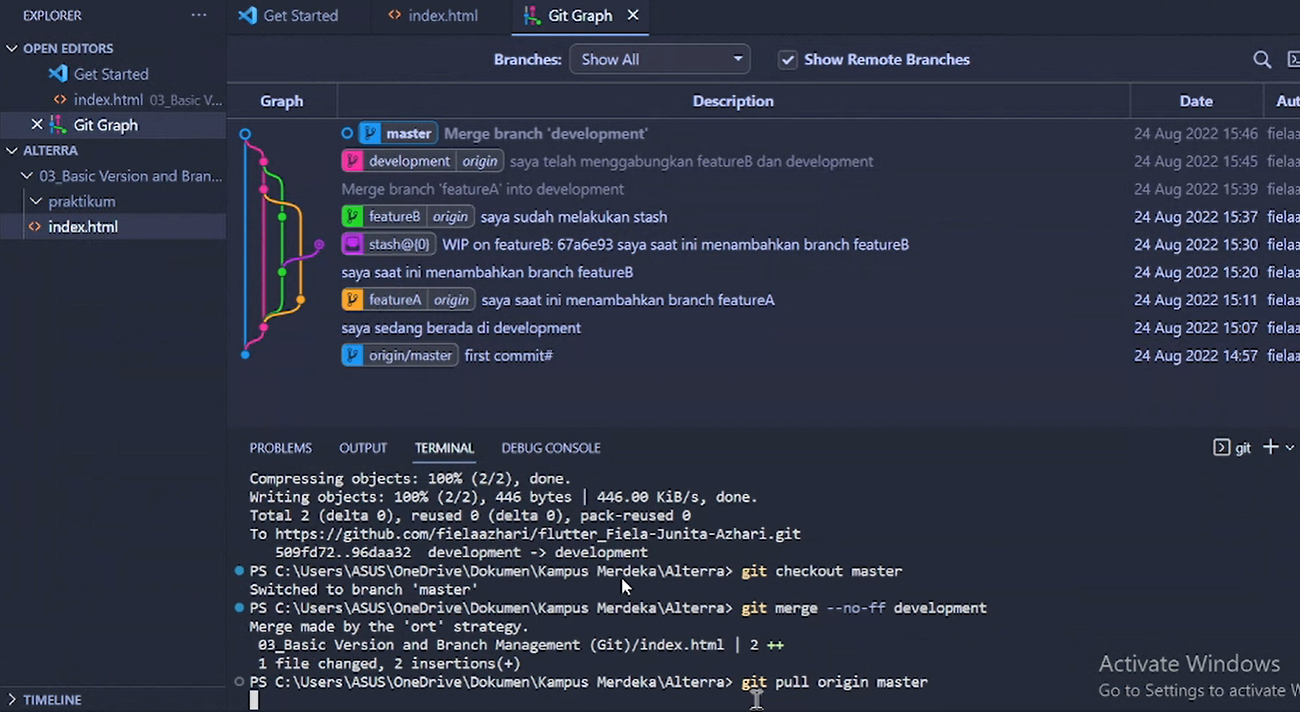 EXPLORER ...
Get Started
index.html
Git Graph
OPEN EDITORS
Get Started
index.html 03_Basic V...
Git Graph
ALTERRA
03_Basic Version and Bran...
praktikum
index.html
TIMELINE
Branches: Show All Show Remote Branches
Graph Description Date Aut
master Merge branch 'development' 24 Aug 2022 15:46 fielaa
development origin saya telah menggabungkan featureB dan development 24 Aug 2022 15:45 fielaa
Merge branch 'featureA' into development 24 Aug 2022 15:39 fielaa
featureB origin saya sudah melakukan stash 24 Aug 2022 15:37 fielaa
stash@{0} WIP on featureB: 67a6e93 saya saat ini menambahkan branch featureB 24 Aug 2022 15:30 fielaa
saya saat ini menambahkan branch featureB 24 Aug 2022 15:20 fielaa
featureA origin saya saat ini menambahkan branch featureA 24 Aug 2022 15:11 fielaa
saya sedang berada di development 24 Aug 2022 15:07 fielaa
origin/master first commit# 24 Aug 2022 14:57 fielaa
PROBLEMS OUTPUT TERMINAL DEBUG CONSOLE git
Compressing objects: 100% (2/2), done.
Writing objects: 100% (2/2), 446 bytes | 446.00 KiB/s, done.
Total 2 (delta 0), reused 0 (delta 0), pack-reused 0
To https://github.com/fielaazhari/flutter_Fiela-Junita-Azhari.git
509fd72..96daa32 development -> development
PS C:\Users\ASUS\OneDrive\Dokumen\Kampus Merdeka\Alterra> git checkout master
Switched to branch 'master'
PS C:\Users\ASUS\OneDrive\Dokumen\Kampus Merdeka\Alterra> git merge --no-ff development
Merge made by the 'ort' strategy.
03_Basic Version and Branch Management (Git)/index.html | 2 ++
1 file changed, 2 insertions(+)
PS C:\Users\ASUS\OneDrive\Dokumen\Kampus Merdeka\Alterra> git pull origin master
Activate Windows
Go to Settings to activate W